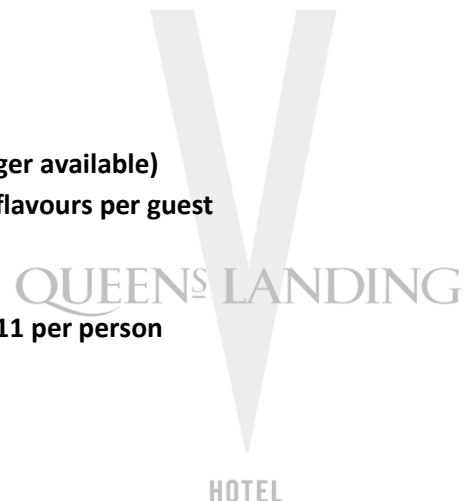 ger available)
flavours per guest
QUEENS LANDING
11 per person
HOTEL